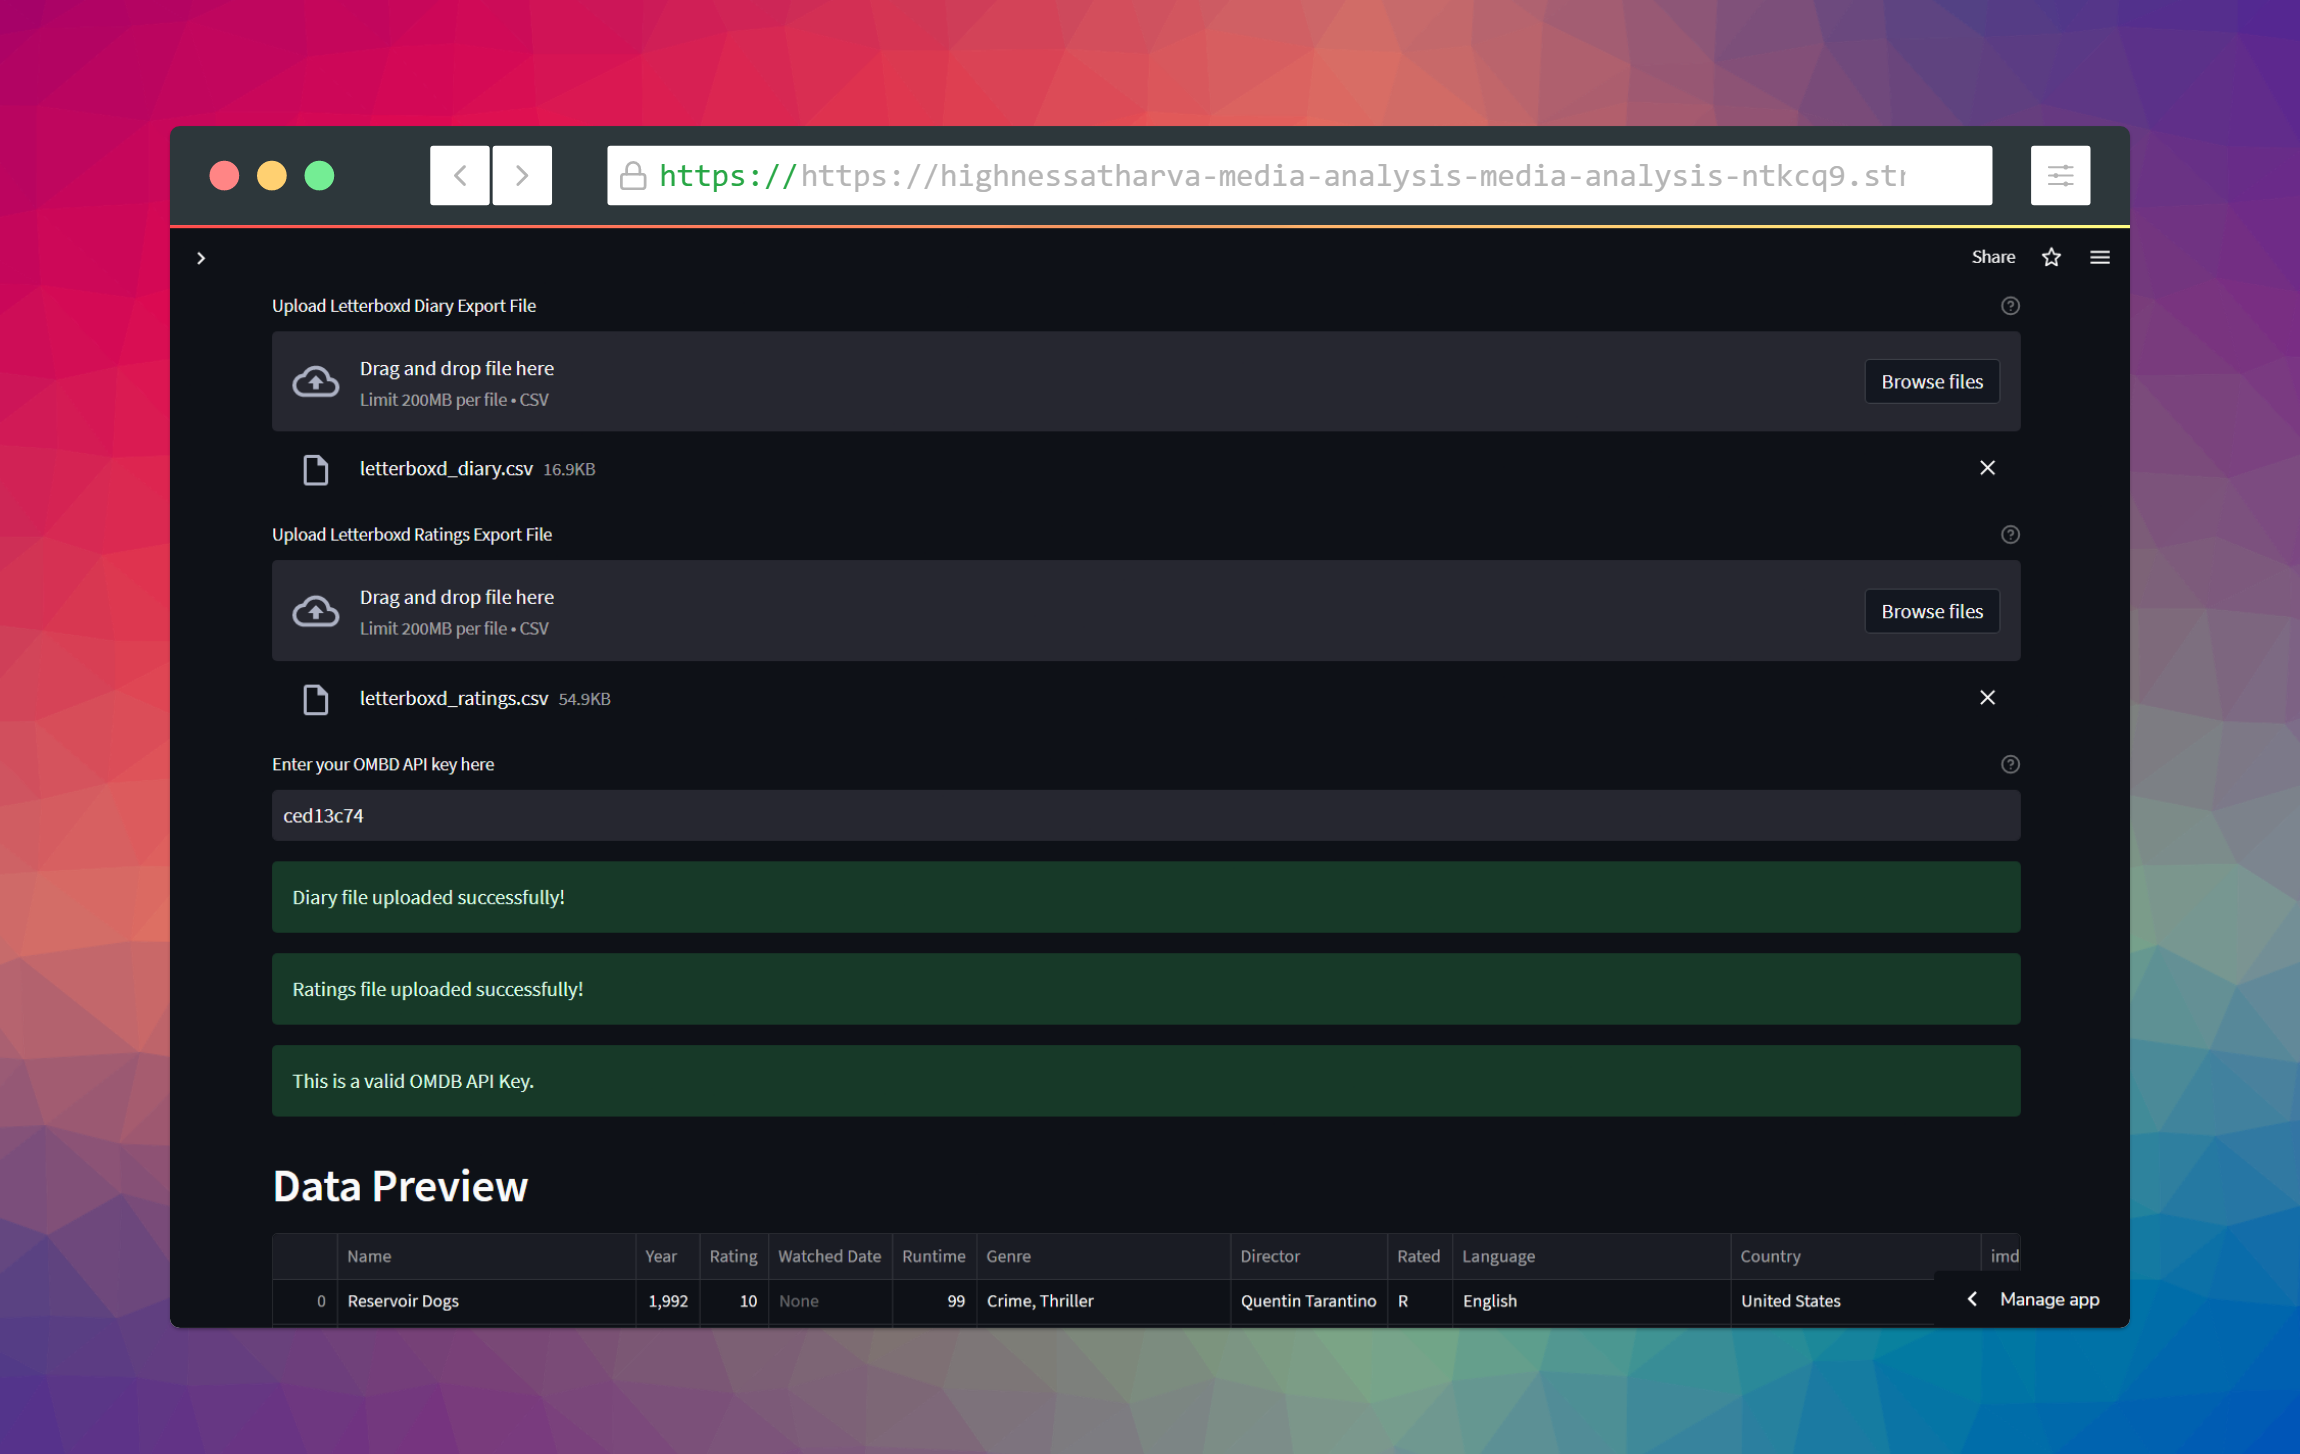 https://https://highnessatharva-media-analysis-media-analysis-ntkcq9.str
Share
Upload Letterboxd Diary Export File
Drag and drop file here
Limit 200MB per file • CSV
Browse files
letterboxd_diary.csv 16.9KB
Upload Letterboxd Ratings Export File
Drag and drop file here
Limit 200MB per file • CSV
Browse files
letterboxd_ratings.csv 54.9KB
Enter your OMBD API key here
ced13c74
Diary file uploaded successfully!
Ratings file uploaded successfully!
This is a valid OMDB API Key.
Data Preview
Name Year Rating Watched Date Runtime Genre Director Rated Language Country imd
0 Reservoir Dogs 1,992 10 None 99 Crime, Thriller Quentin Tarantino R English United States
Manage app